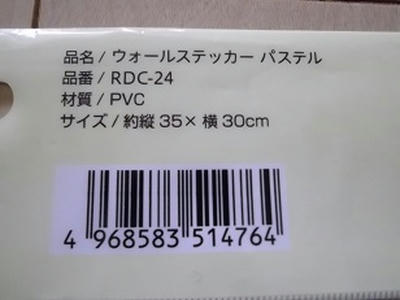 品名 / ウォールステッカー パステル
品番 / RDC-24
材質 / PVC
サイズ / 約縦 35× 横 30cm
4 968583 514764